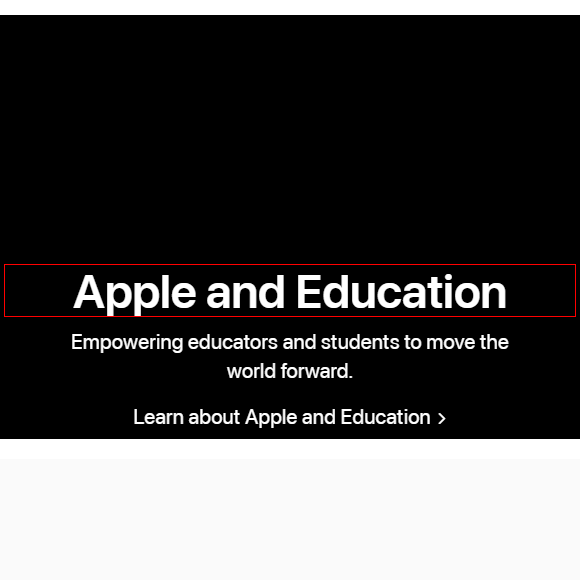 Apple and Education
Empowering educators and students to move the
world forward.
Learn about Apple and Education >